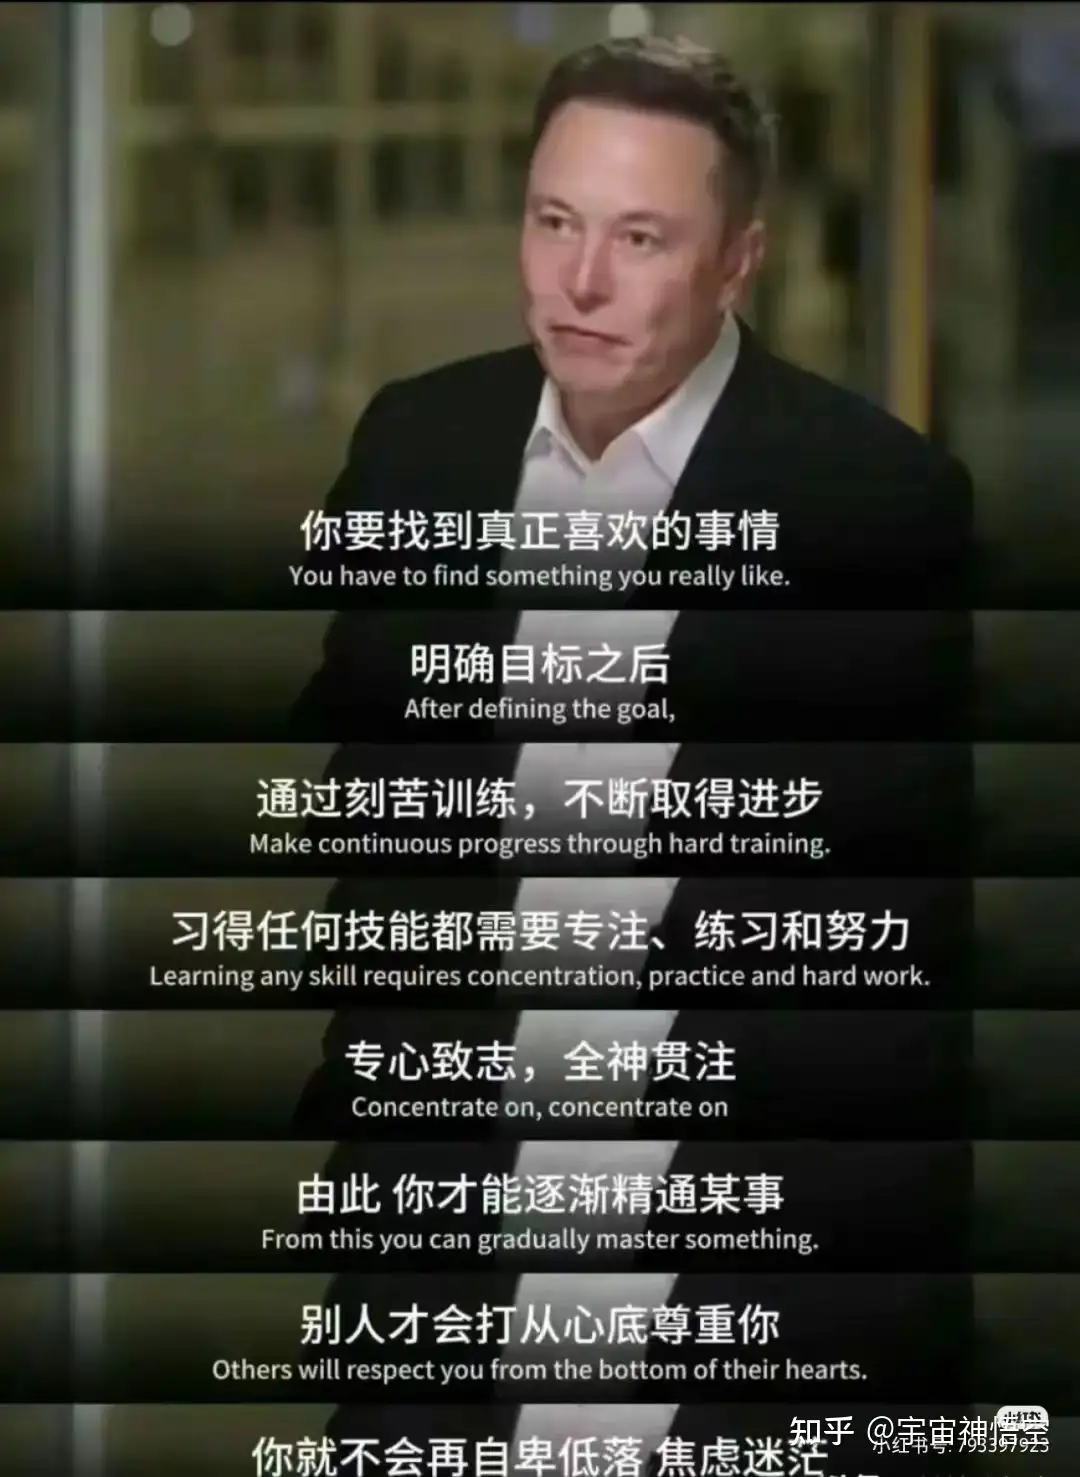 你要找到真正喜欢的事情
You have to find something you really like.
明确目标之后
After defining the goal,
通过刻苦训练，不断取得进步
Make continuous progress through hard training.
习得任何技能都需要专注、练习和努力
Learning any skill requires concentration, practice and hard work.
专心致志，全神贯注
Concentrate on, concentrate on
由此 你才能逐渐精通某事
From this you can gradually master something.
别人才会打从心底尊重你
Others will respect you from the bottom of their hearts.
你就不会再自卑低落 焦虑迷茫
知乎 @宇宙神悟空
小红书号: 793397923